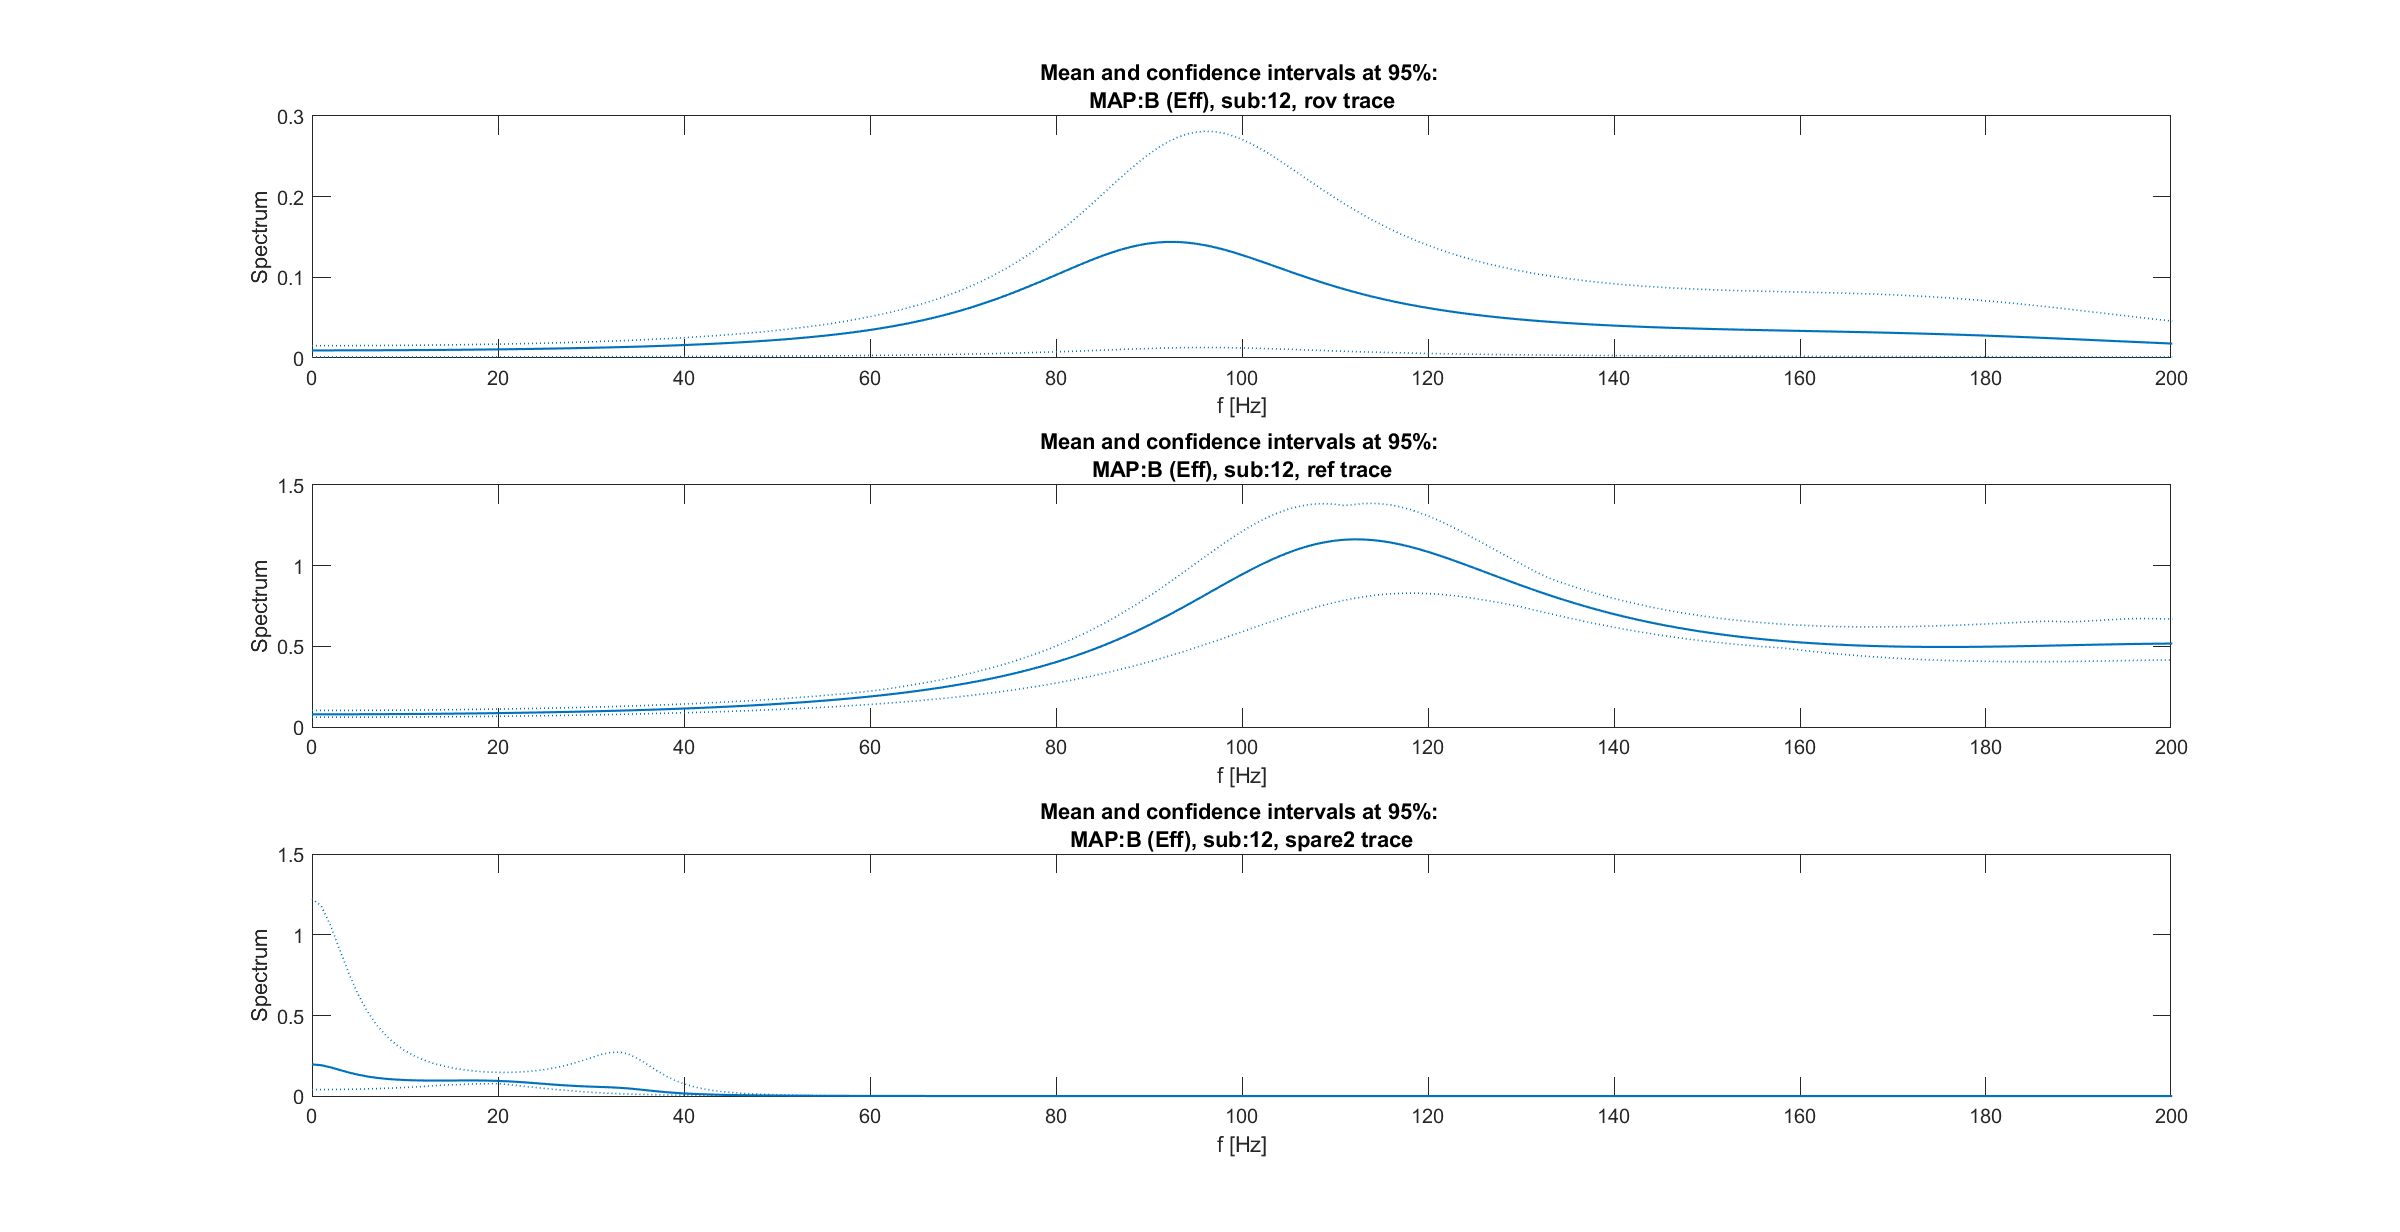 Mean and confidence intervals at 95%:
MAP:B (Eff), sub:12, rov trace
0.3
0.2
0.1
0
Spectrum
0 20 40 60 80 100 120 140 160 180 200
f [Hz]
Mean and confidence intervals at 95%:
MAP:B (Eff), sub:12, ref trace
1.5
1
0.5
0
Spectrum
0 20 40 60 80 100 120 140 160 180 200
f [Hz]
Mean and confidence intervals at 95%:
MAP:B (Eff), sub:12, spare2 trace
1.5
1
0.5
0
Spectrum
0 20 40 60 80 100 120 140 160 180 200
f [Hz]